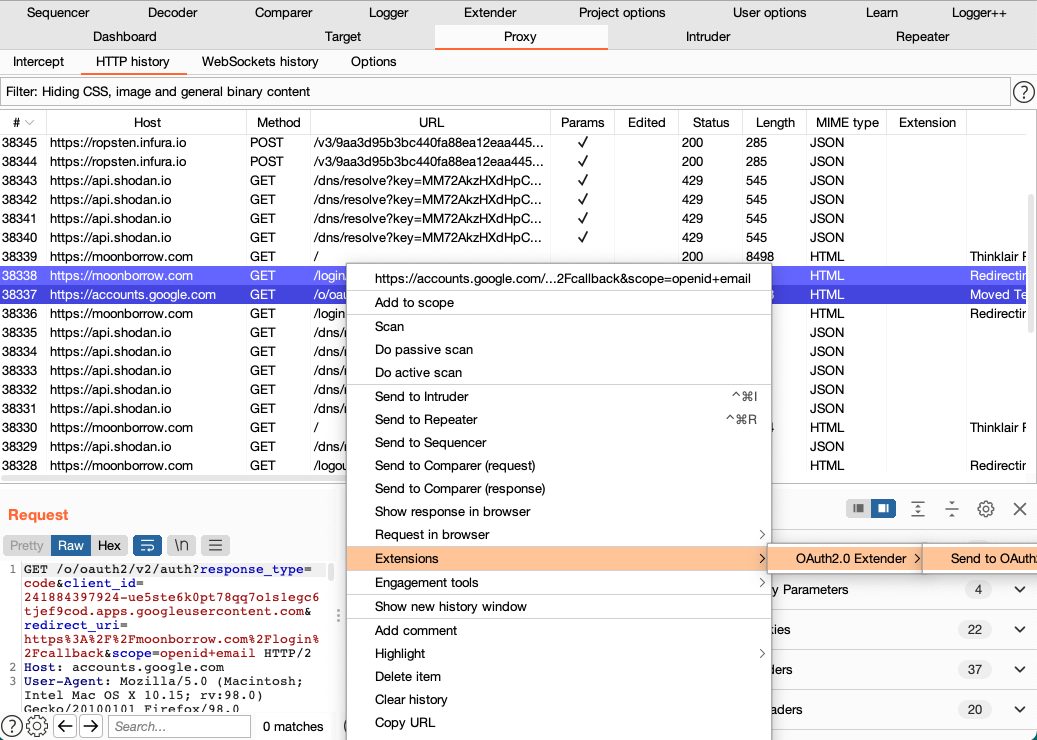 Sequencer Decoder Comparer Logger Extender Project options User options Learn Logger++
Dashboard Target Proxy Intruder Repeater
Intercept HTTP history WebSockets history Options
Filter: Hiding CSS, image and general binary content ?
# Host Method URL Params Edited Status Length MIME type Extension
38345 https://ropsten.infura.io POST /v3/9aa3d95b3bc440fa88ea12eaa445... ✓ 200 285 JSON
38344 https://ropsten.infura.io POST /v3/9aa3d95b3bc440fa88ea12eaa445... ✓ 200 285 JSON
38343 https://api.shodan.io GET /dns/resolve?key=MM72AkzHXdHpC... ✓ 429 545 JSON
38342 https://api.shodan.io GET /dns/resolve?key=MM72AkzHXdHpC... ✓ 429 545 JSON
38341 https://api.shodan.io GET /dns/resolve?key=MM72AkzHXdHpC... ✓ 429 545 JSON
38340 https://api.shodan.io GET /dns/resolve?key=MM72AkzHXdHpC... ✓ 429 545 JSON
38339 https://moonborrow.com GET / 200 8498 HTML Thinklair
38338 https://moonborrow.com GET /login HTML Redirectin
38337 https://accounts.google.com GET /o/oau HTML Moved Te
38336 https://moonborrow.com GET /login HTML Redirectin
38335 https://api.shodan.io GET /dns/ JSON
38334 https://api.shodan.io GET /dns/ JSON
38333 https://api.shodan.io GET /dns/ JSON
38332 https://api.shodan.io GET /dns/ JSON
38331 https://api.shodan.io GET /dns/ JSON
38330 https://moonborrow.com GET / HTML Thinklair
38329 https://api.shodan.io GET /dns/ JSON
38328 https://moonborrow.com GET /logou HTML Redirectin
https://accounts.google.com/...2Fcallback&scope=openid+email
Add to scope
Scan
Do passive scan
Do active scan
Send to Intruder ^⌘I
Send to Repeater ^⌘R
Send to Sequencer
Send to Comparer (request)
Send to Comparer (response)
Show response in browser
Request in browser
Extensions OAuth2.0 Extender Send to OAuth
Engagement tools
Show new history window
Add comment
Highlight
Delete item
Clear history
Copy URL
Request
Pretty Raw Hex \n
1 GET /o/oauth2/v2/auth?response_type=
code&client_id=
241884397924-ue5ste6k0pt78qq7o1s1egc6
tjef9cod.apps.googleusercontent.com&
redirect_uri=
https%3A%2F%2Fmoonborrow.com%2Flogin%
2Fcallback&scope=openid+email HTTP/2
2 Host: accounts.google.com
3 User-Agent: Mozilla/5.0 (Macintosh;
Intel Mac OS X 10.15; rv:98.0)
Gecko/20100101 Firefox/98.0
? Search... 0 matches
y Parameters 4
kies 22
ders 37
aders 20